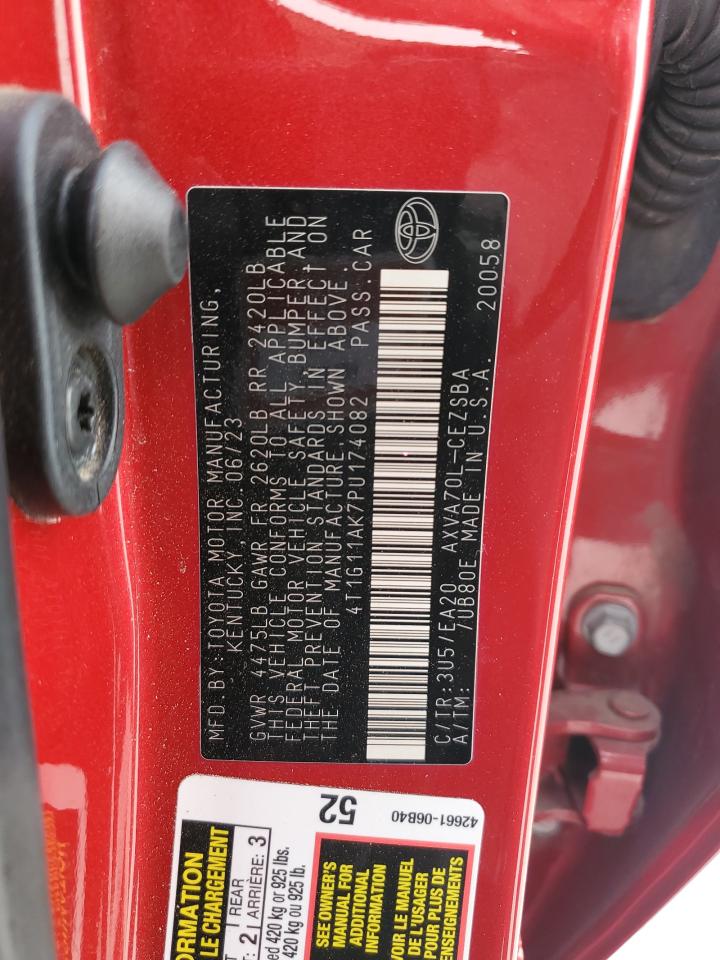 MFD. BY: TOYOTA MOTOR MANUFACTURING,
KENTUCKY, INC. 06/23
GVWR 4475LB GAWR FR 2620LB RR 2420LB
THIS VEHICLE CONFORMS TO ALL APPLICABLE
FEDERAL MOTOR VEHICLE SAFETY, BUMPER, AND
THEFT PREVENTION STANDARDS IN EFFECT ON
THE DATE OF MANUFACTURE SHOWN ABOVE.
4T1G11AK7PU174082 PASS. CAR
C/TR:3U5/EA20 AXVA70L-CEZSBA
A/TM: /UB80E MADE IN U.S.A. 20058
ORMATION
LE CHARGEMENT
2 REAR
ARRIÈRE: 3
ed 420 kg or 925 lbs.
420 kg ou 925 lb.
52
42661-06B40
SEE OWNER'S
MANUAL FOR
ADDITIONAL
INFORMATION
VOIR LE MANUEL
DE L'USAGER
POUR PLUS DE
ENSEIGNEMENTS